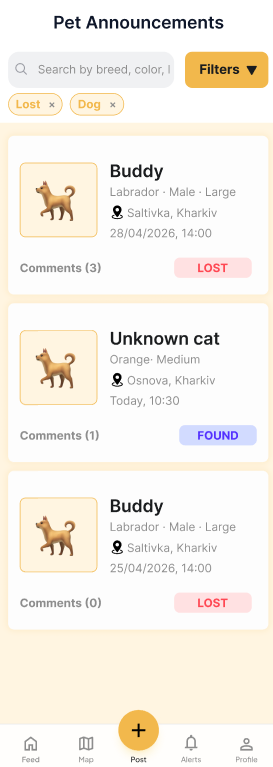 Pet Announcements
Search by breed, color, l
Filters ▼
Lost × Dog ×
Buddy
Labrador · Male · Large
Saltivka, Kharkiv
28/04/2026, 14:00
Comments (3) LOST
Unknown cat
Orange· Medium
Osnova, Kharkiv
Today, 10:30
Comments (1) FOUND
Buddy
Labrador · Male · Large
Saltivka, Kharkiv
25/04/2026, 14:00
Comments (0) LOST
Feed Map Post Alerts Profile